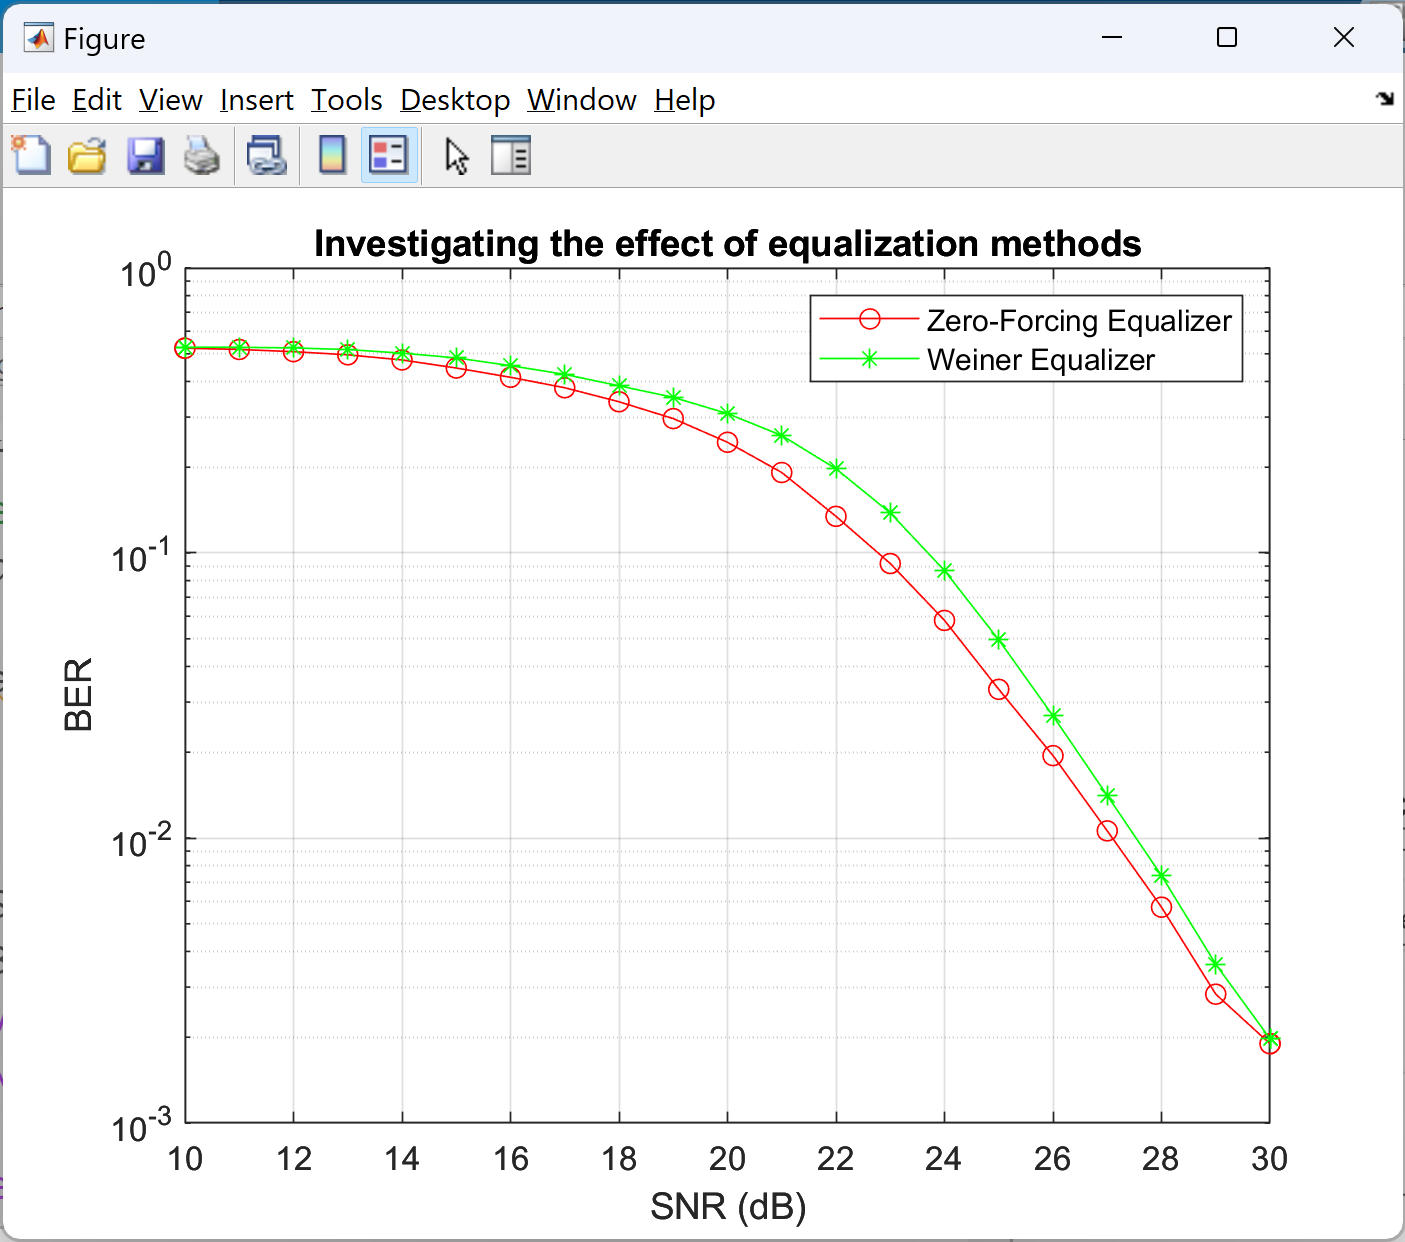 Figure
File Edit View Insert Tools Desktop Window Help
Investigating the effect of equalization methods
Zero-Forcing Equalizer
Weiner Equalizer
10^0
10^-1
10^-2
10^-3
BER
10 12 14 16 18 20 22 24 26 28 30
SNR (dB)